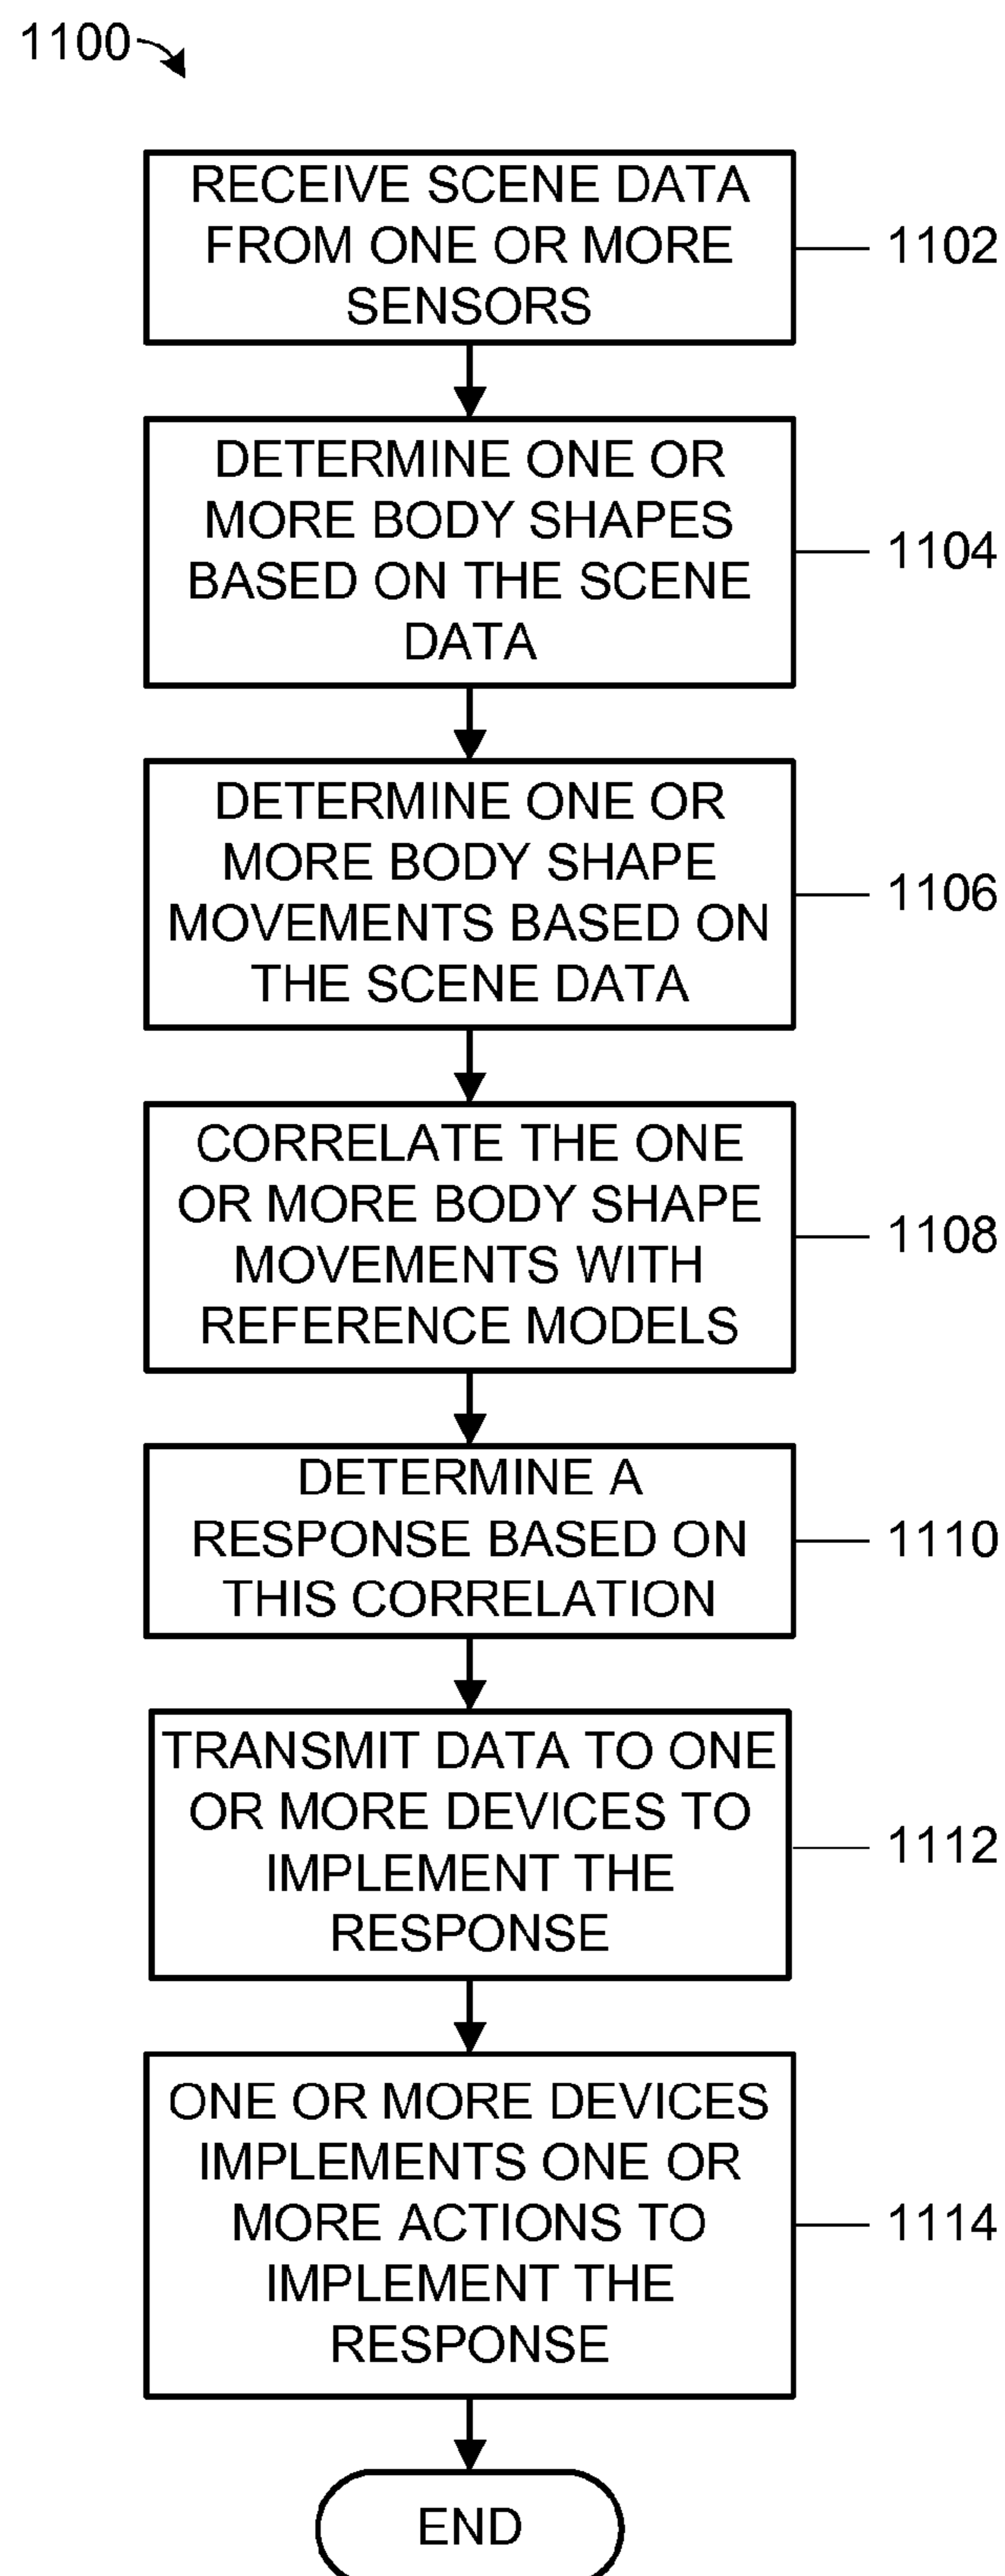 1100
RECEIVE SCENE DATA
FROM ONE OR MORE
SENSORS
1102
DETERMINE ONE OR
MORE BODY SHAPES
BASED ON THE SCENE
DATA
1104
DETERMINE ONE OR
MORE BODY SHAPE
MOVEMENTS BASED ON
THE SCENE DATA
1106
CORRELATE THE ONE
OR MORE BODY SHAPE
MOVEMENTS WITH
REFERENCE MODELS
1108
DETERMINE A
RESPONSE BASED ON
THIS CORRELATION
1110
TRANSMIT DATA TO ONE
OR MORE DEVICES TO
IMPLEMENT THE
RESPONSE
1112
ONE OR MORE DEVICES
IMPLEMENTS ONE OR
MORE ACTIONS TO
IMPLEMENT THE
RESPONSE
1114
END